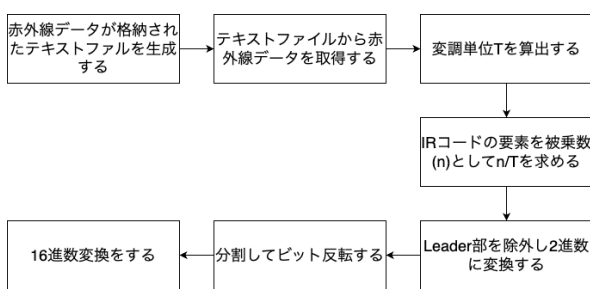 赤外線データが格納され
たテキストファルを生成
する
テキストファイルから赤
外線データを取得する
変調単位Tを算出する
IRコードの要素を被乗数
(n)としてn/Tを求める
Leader部を除外し2進数
に変換する
分割してビット反転する
16進数変換をする